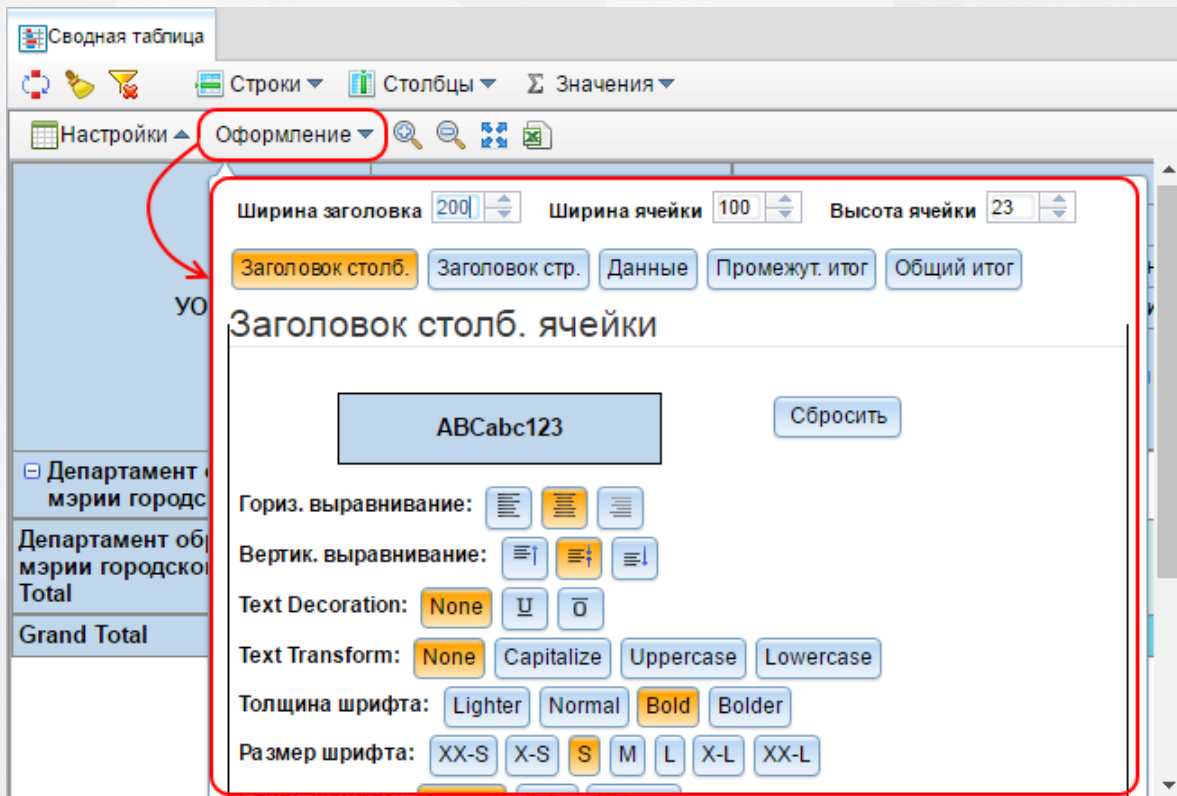 Сводная таблица
Строки Столбцы Σ Значения
Настройки Оформление
Ширина заголовка 200 Ширина ячейки 100 Высота ячейки 23
Заголовок столб. Заголовок стр. Данные Промежут. итог Общий итог
УО
Заголовок столб. ячейки
ABCabc123 Сбросить
Департамент
мэрии городс
Гориз. выравнивание:
Департамент об
Вертик. выравнивание:
мэрии городско
Total
Text Decoration: None U O
Grand Total
Text Transform: None Capitalize Uppercase Lowercase
Толщина шрифта: Lighter Normal Bold Bolder
Размер шрифта: XX-S X-S S M L X-L XX-L